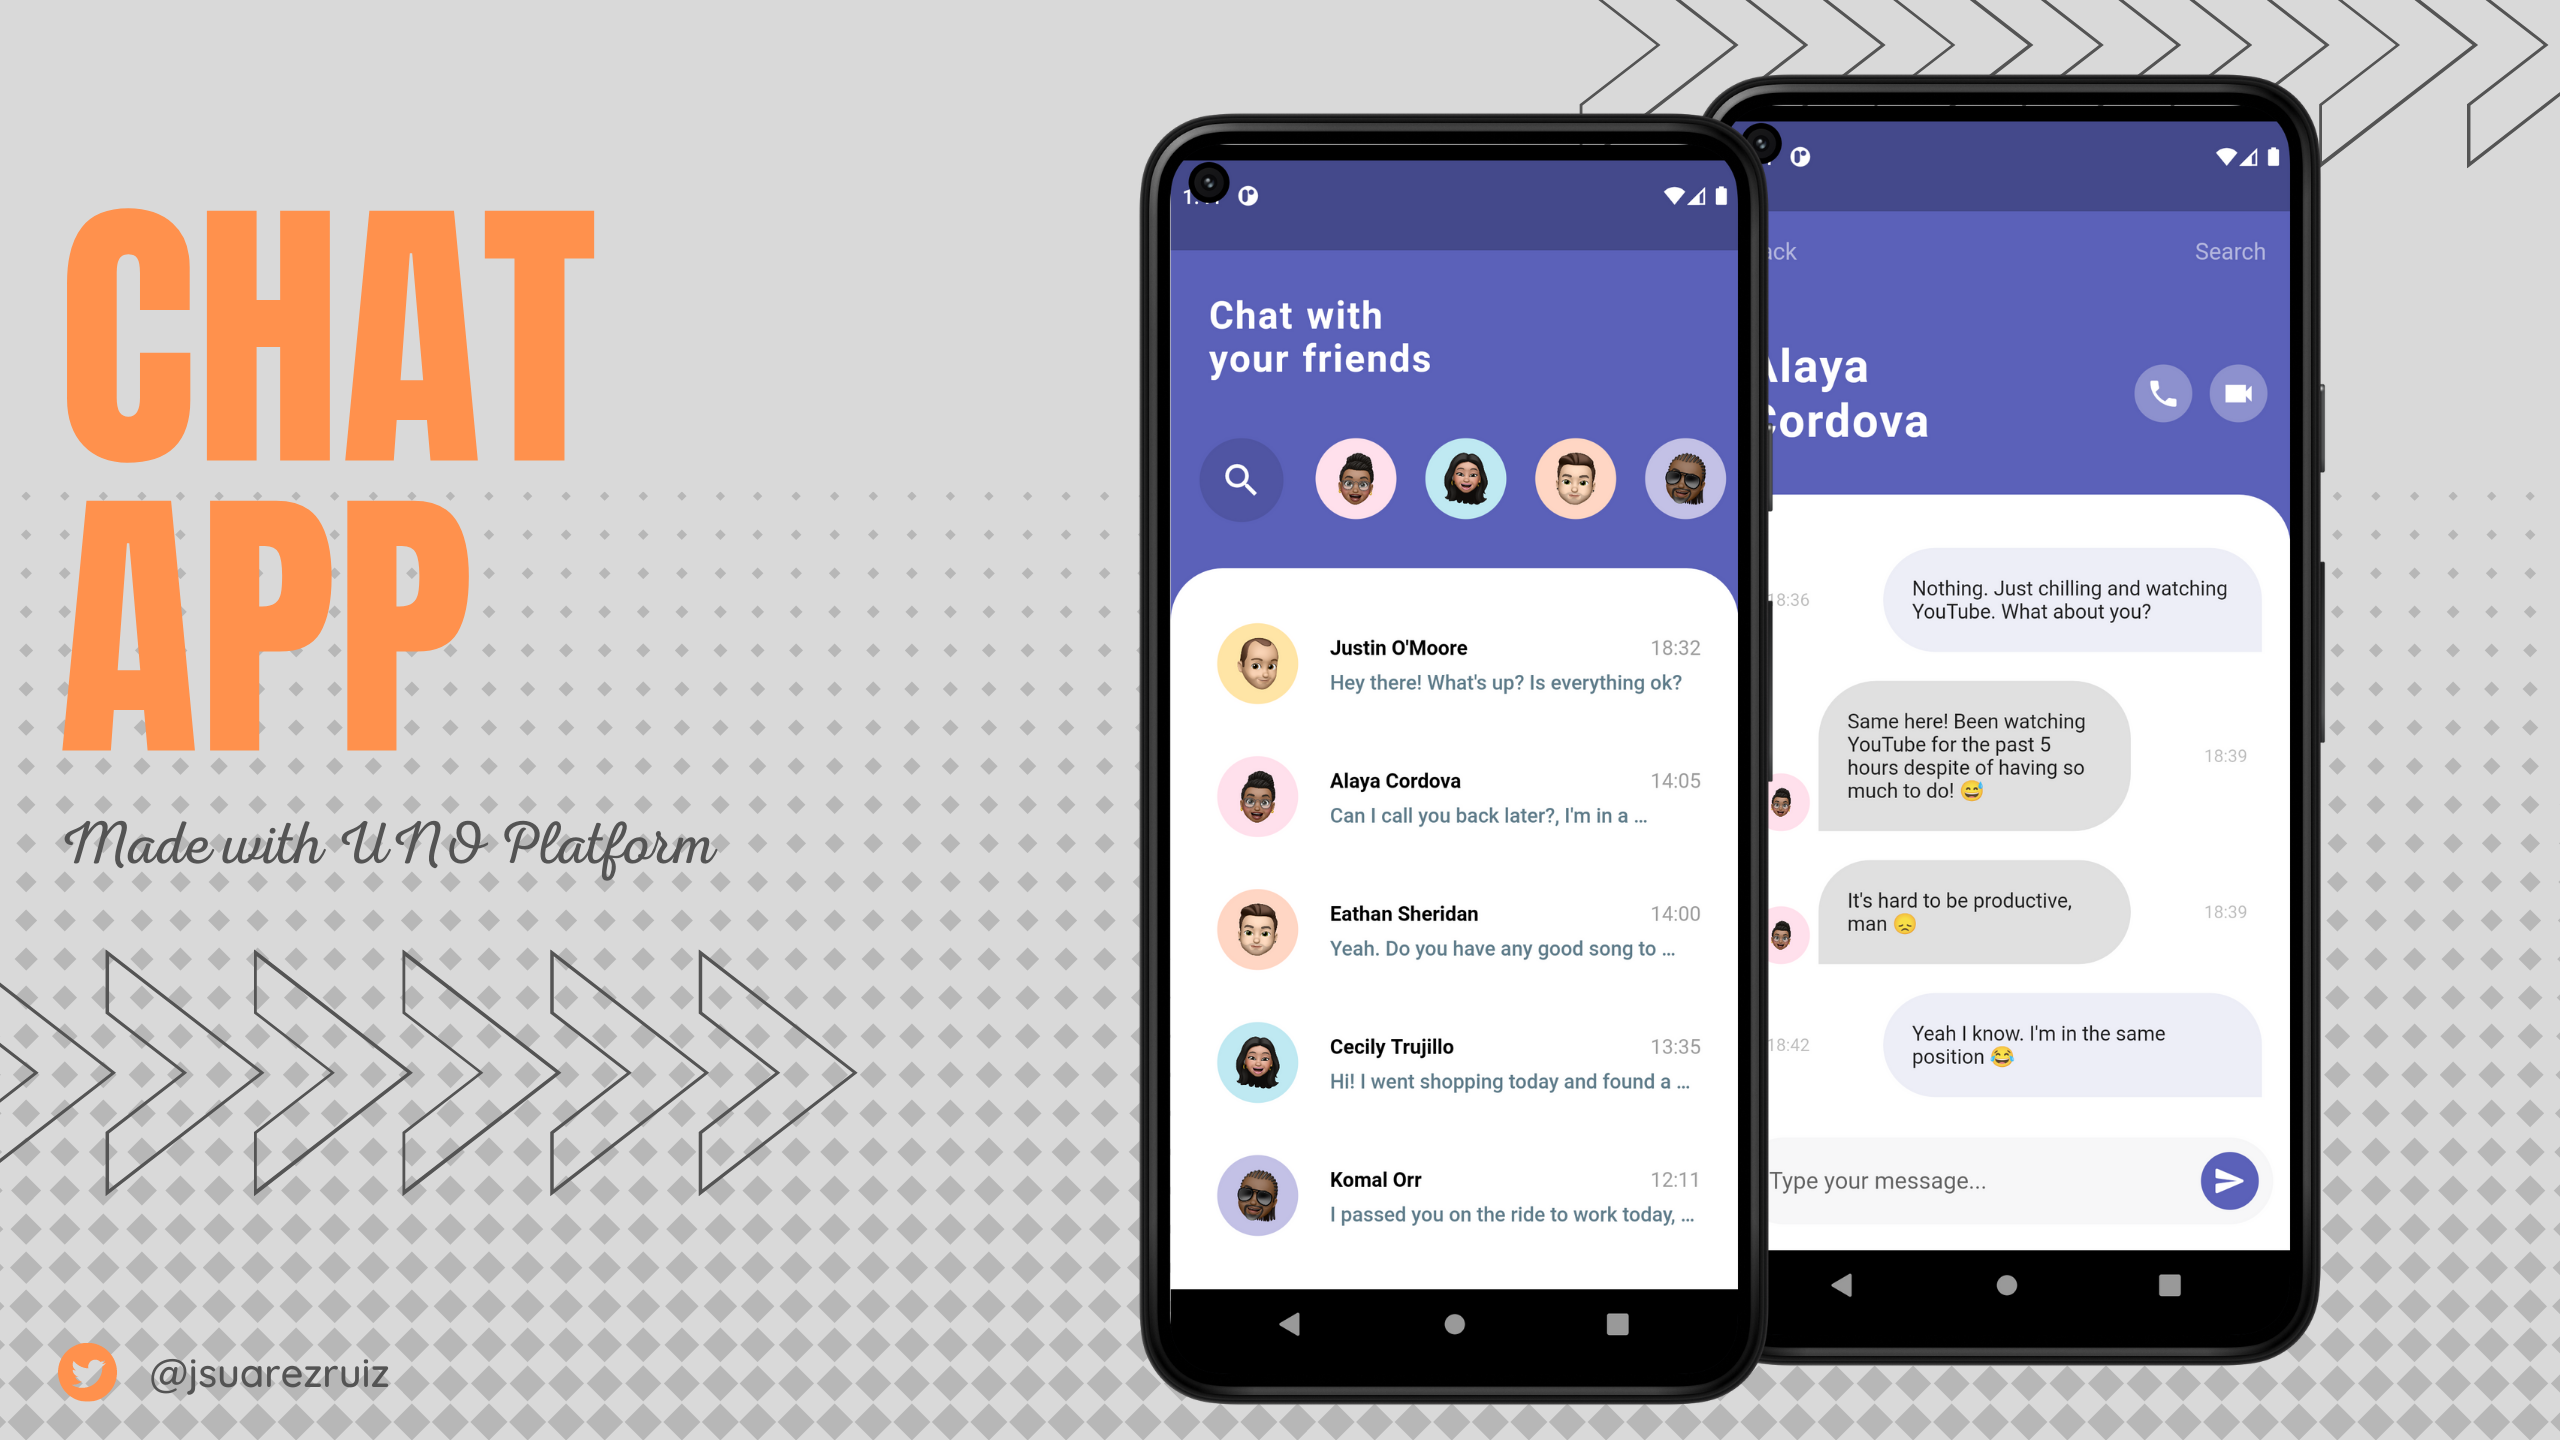 CHAT
APP
Made with UNO Platform
@jsuarezruiz
Chat with
your friends
Justin O'Moore
18:32
Hey there! What's up? Is everything ok?
Alaya Cordova
14:05
Can I call you back later?, I'm in a ...
Eathan Sheridan
14:00
Yeah. Do you have any good song to ...
Cecily Trujillo
13:35
Hi! I went shopping today and found a ...
Komal Orr
12:11
I passed you on the ride to work today, ...
Search
Alaya
Cordova
18:36
Nothing. Just chilling and watching
YouTube. What about you?
Same here! Been watching
YouTube for the past 5
hours despite of having so
much to do! 😅
18:39
It's hard to be productive,
man 😞
18:39
18:42
Yeah I know. I'm in the same
position 😂
Type your message...